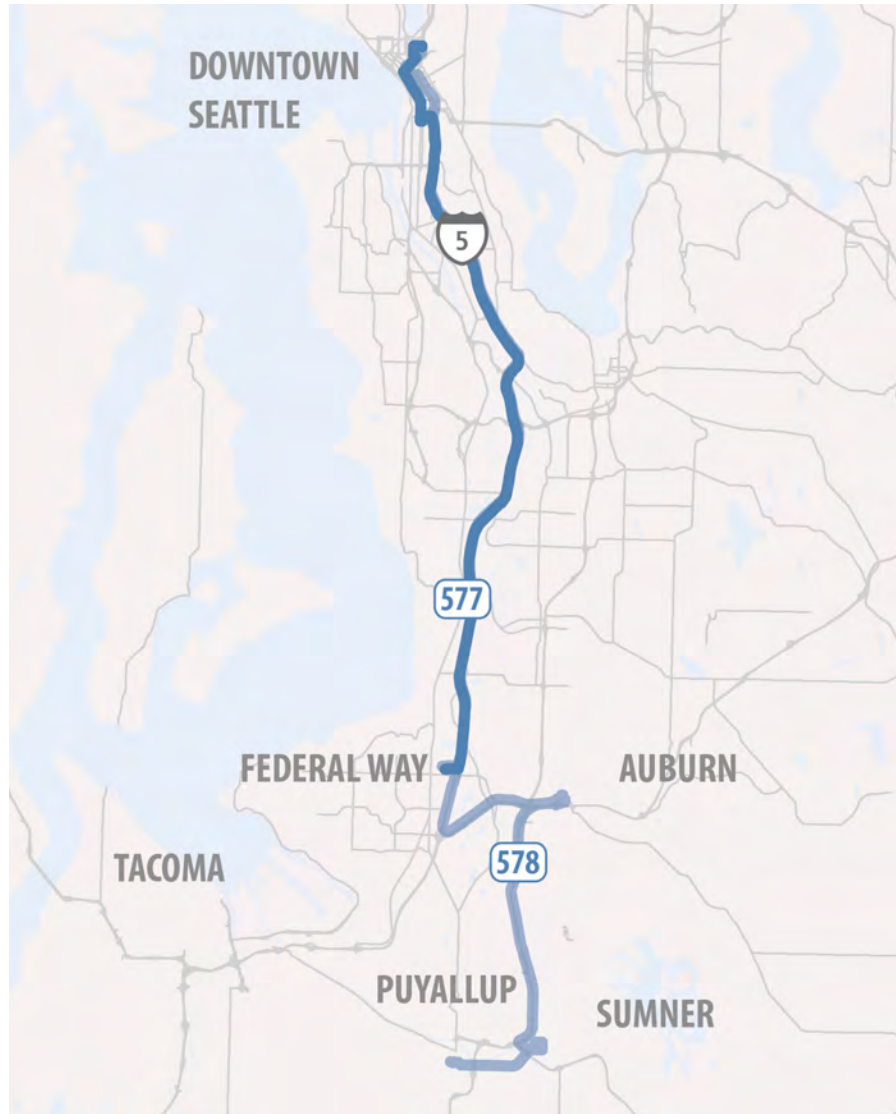 DOWNTOWN
SEATTLE
5
577
FEDERAL WAY
AUBURN
578
TACOMA
PUYALLUP
SUMNER